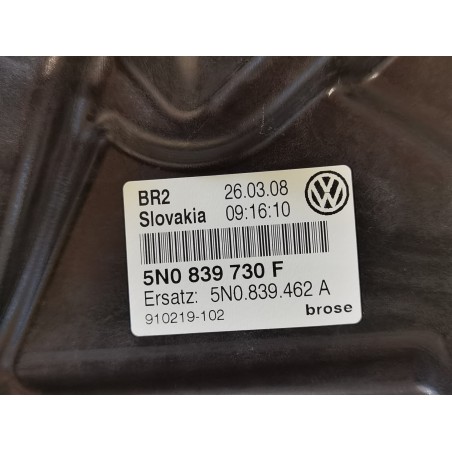 BR2 26.03.08
Slovakia 09:16:10
5N0 839 730 F
Ersatz: 5N0.839.462 A
910219-102 brose